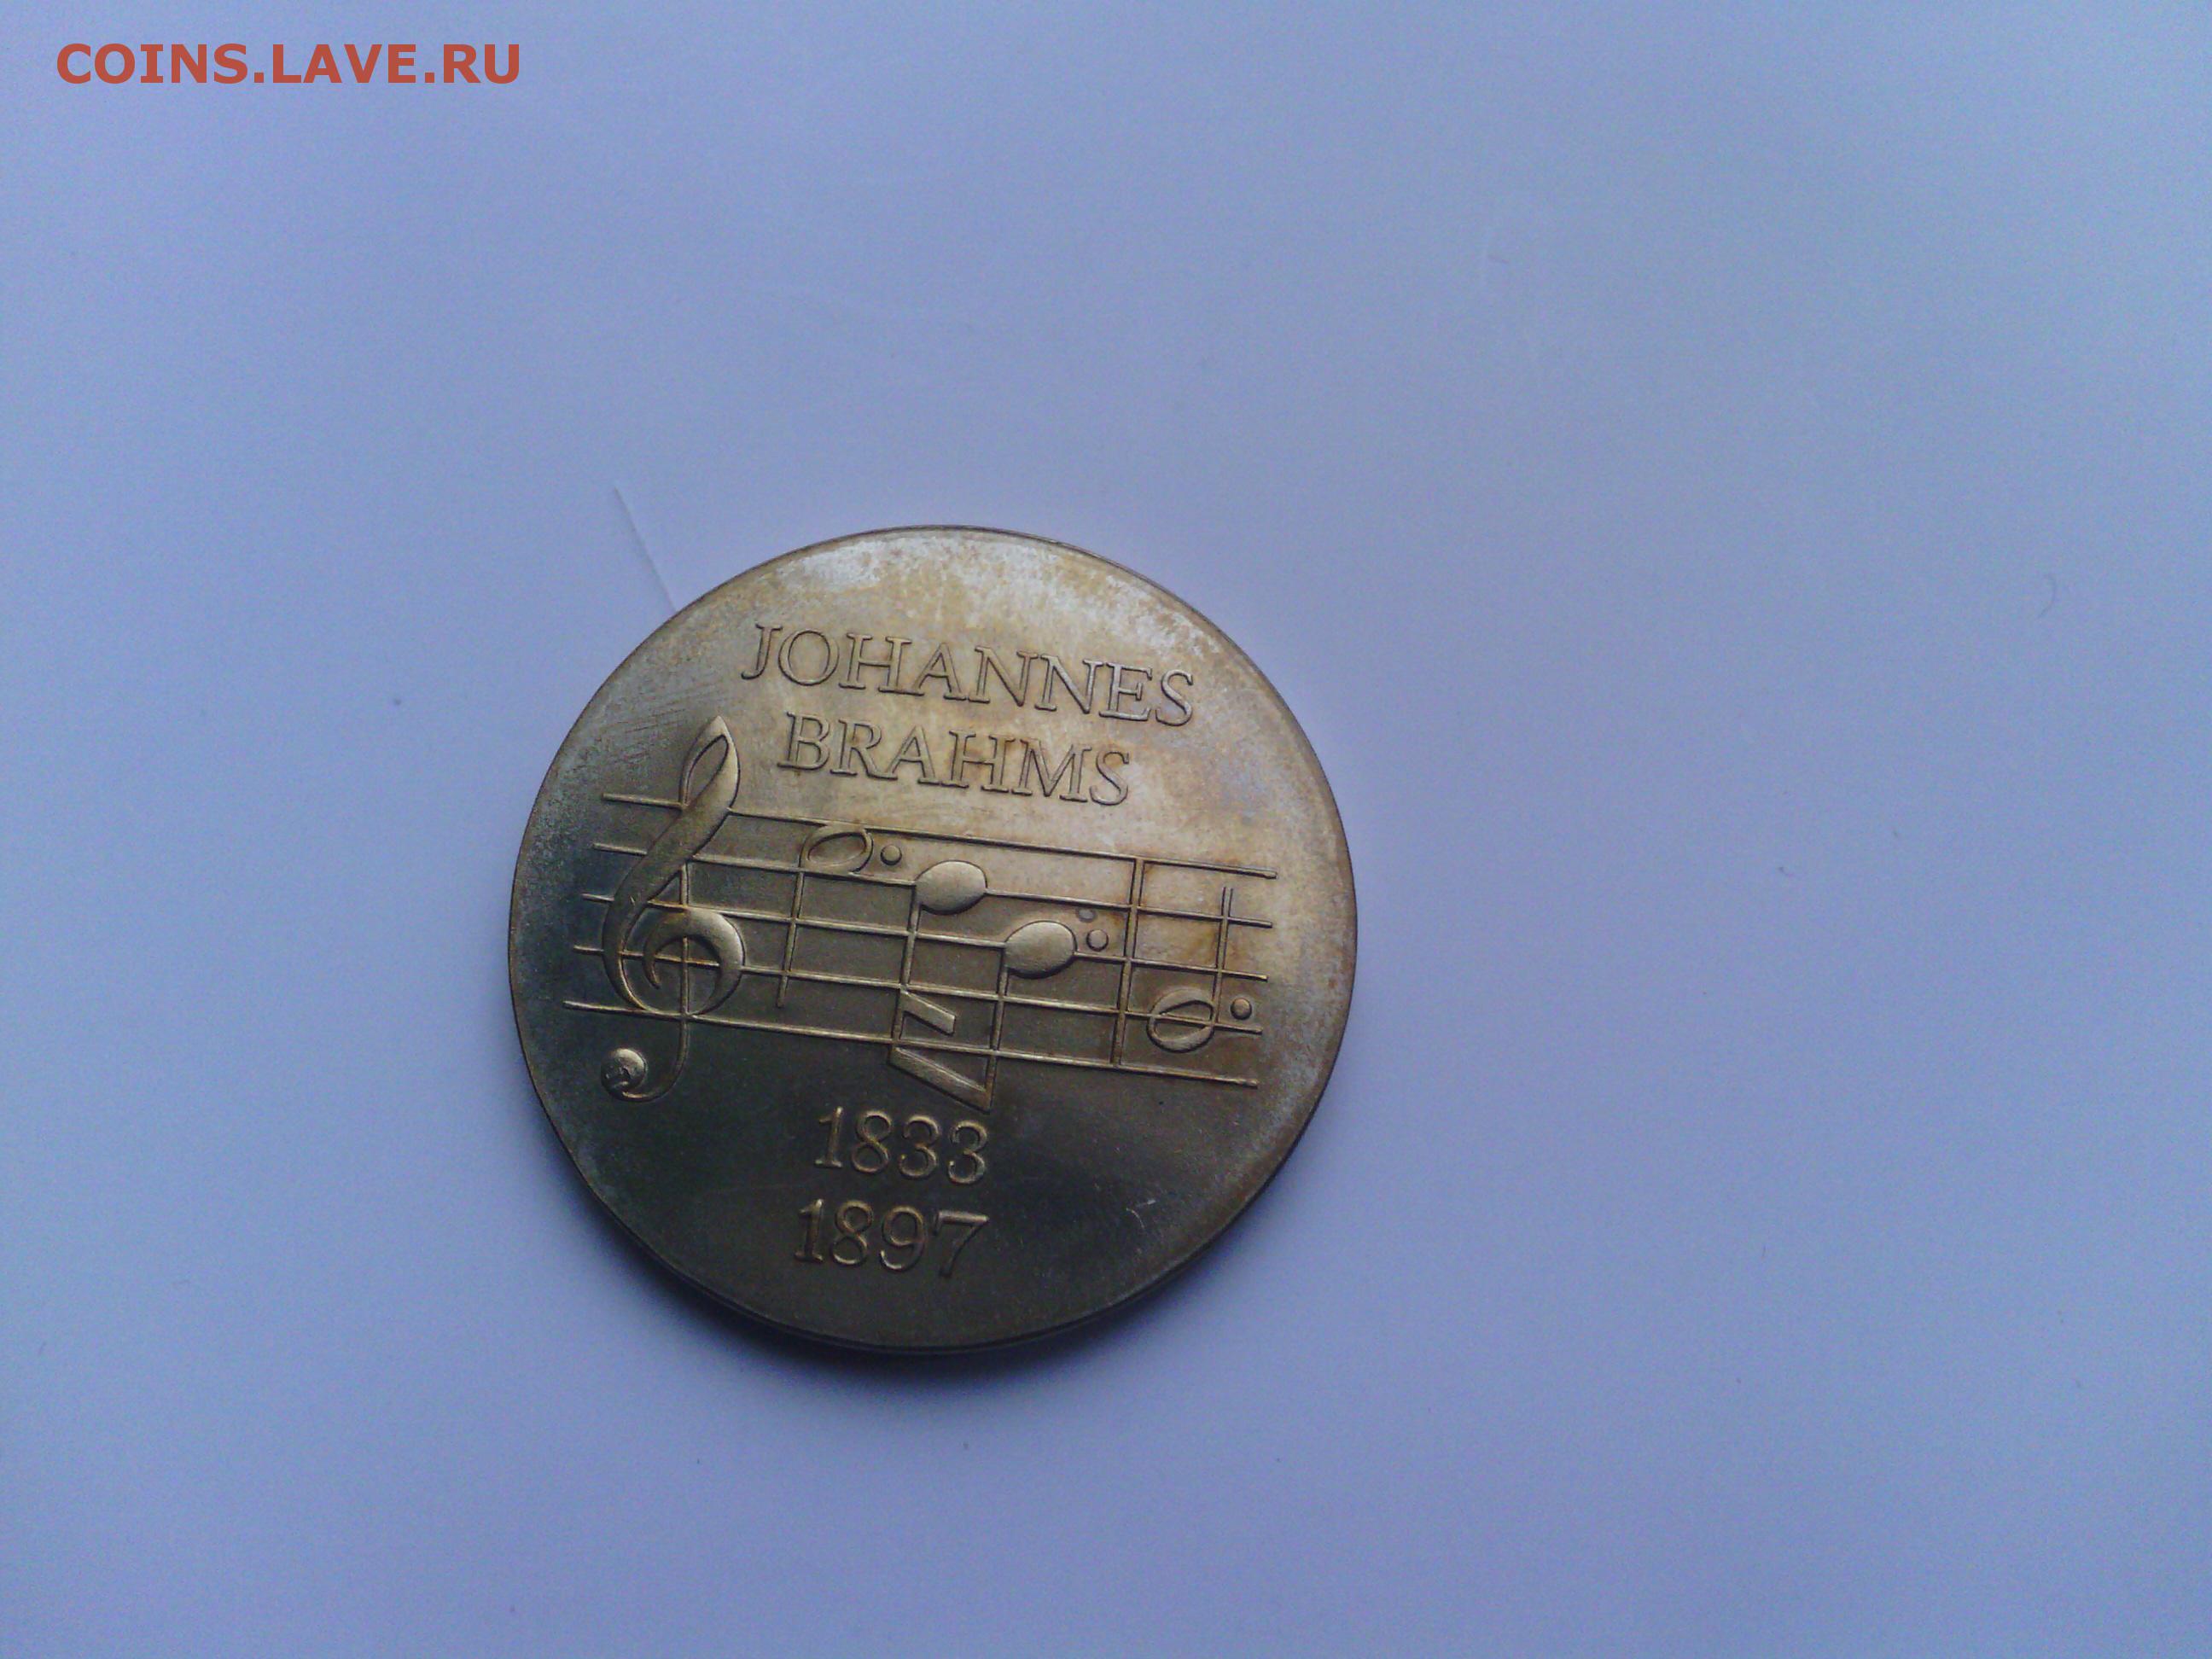 COINS.LAVE.RU
JOHANNES
BRAHMS
1833
1897